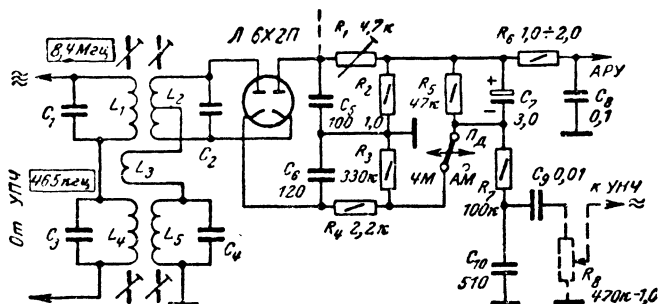 8,4Мгц
Л 6Х2П
R₁ 4,7к
R₆ 1,0÷2,0
АРУ
C₁
L₁
L₂
C₂
C₅
100
R₂
1,0
R₅
47к
+
−
C₇
3,0
C₈
0,1
L₃
465кгц
C₆
120
R₃
330к
П_Д
ЧМ
АМ
R₇
100к
C₉ 0,01
к УНЧ
От УПЧ
C₃
L₄
L₅
C₄
R₄ 2,2к
C₁₀
510
R₈
470к-1,0